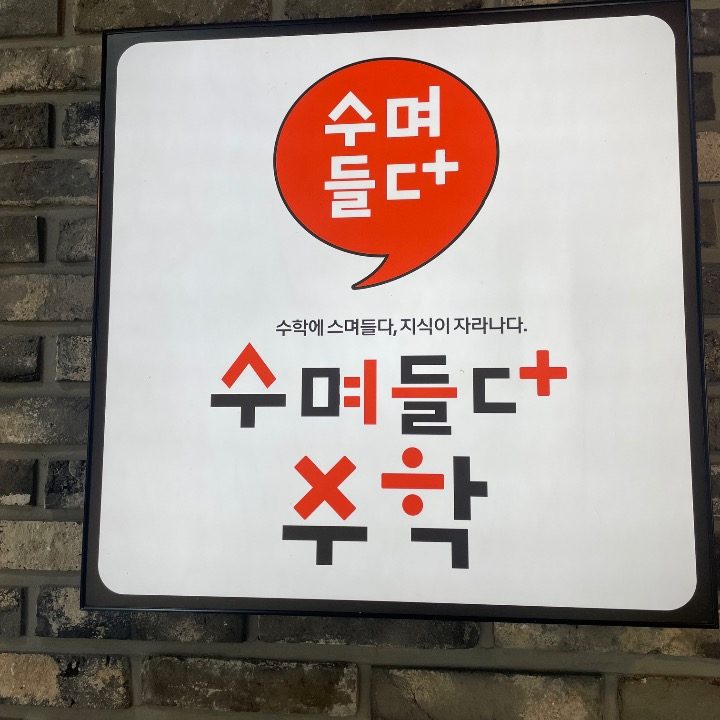 수며
들다+
수학에 스며들다, 지식이 자라나다.
수며들다+
수학